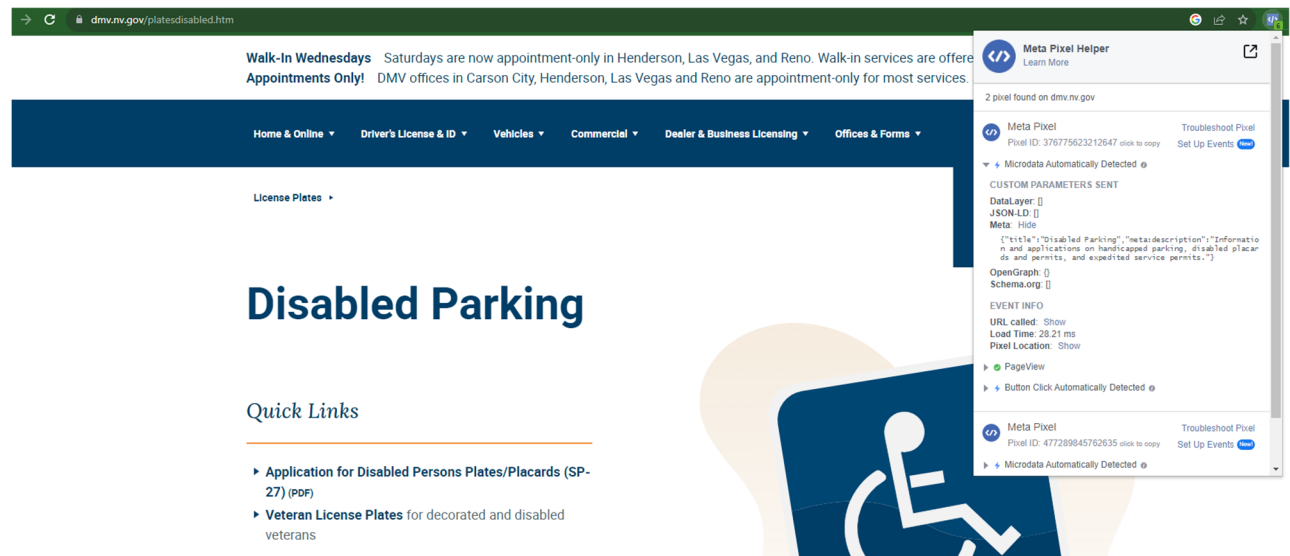 dmv.nv.gov/platesdisabled.htm
6
Walk-In Wednesdays Saturdays are now appointment-only in Henderson, Las Vegas, and Reno. Walk-in services are offere
Appointments Only! DMV offices in Carson City, Henderson, Las Vegas and Reno are appointment-only for most services.
Home & Online
Driver's License & ID
Vehicles
Commercial
Dealer & Business Licensing
Offices & Forms
License Plates
Disabled Parking
Quick Links
Application for Disabled Persons Plates/Placards (SP-
27) (PDF)
Veteran License Plates for decorated and disabled
veterans
Meta Pixel Helper
Learn More
2 pixel found on dmv.nv.gov
Meta Pixel
Troubleshoot Pixel
Pixel ID: 376775623212647 click to copy
Set Up Events New!
Microdata Automatically Detected
CUSTOM PARAMETERS SENT
DataLayer: []
JSON-LD: []
Meta: Hide
{"title":"Disabled Parking","meta:description":"Informatio
n and applications on handicapped parking, disabled placar
ds and permits, and expedited service permits."}
OpenGraph: {}
Schema.org: []
EVENT INFO
URL called: Show
Load Time: 28.21 ms
Pixel Location: Show
PageView
Button Click Automatically Detected
Meta Pixel
Troubleshoot Pixel
Pixel ID: 477289845762635 click to copy
Set Up Events New!
Microdata Automatically Detected